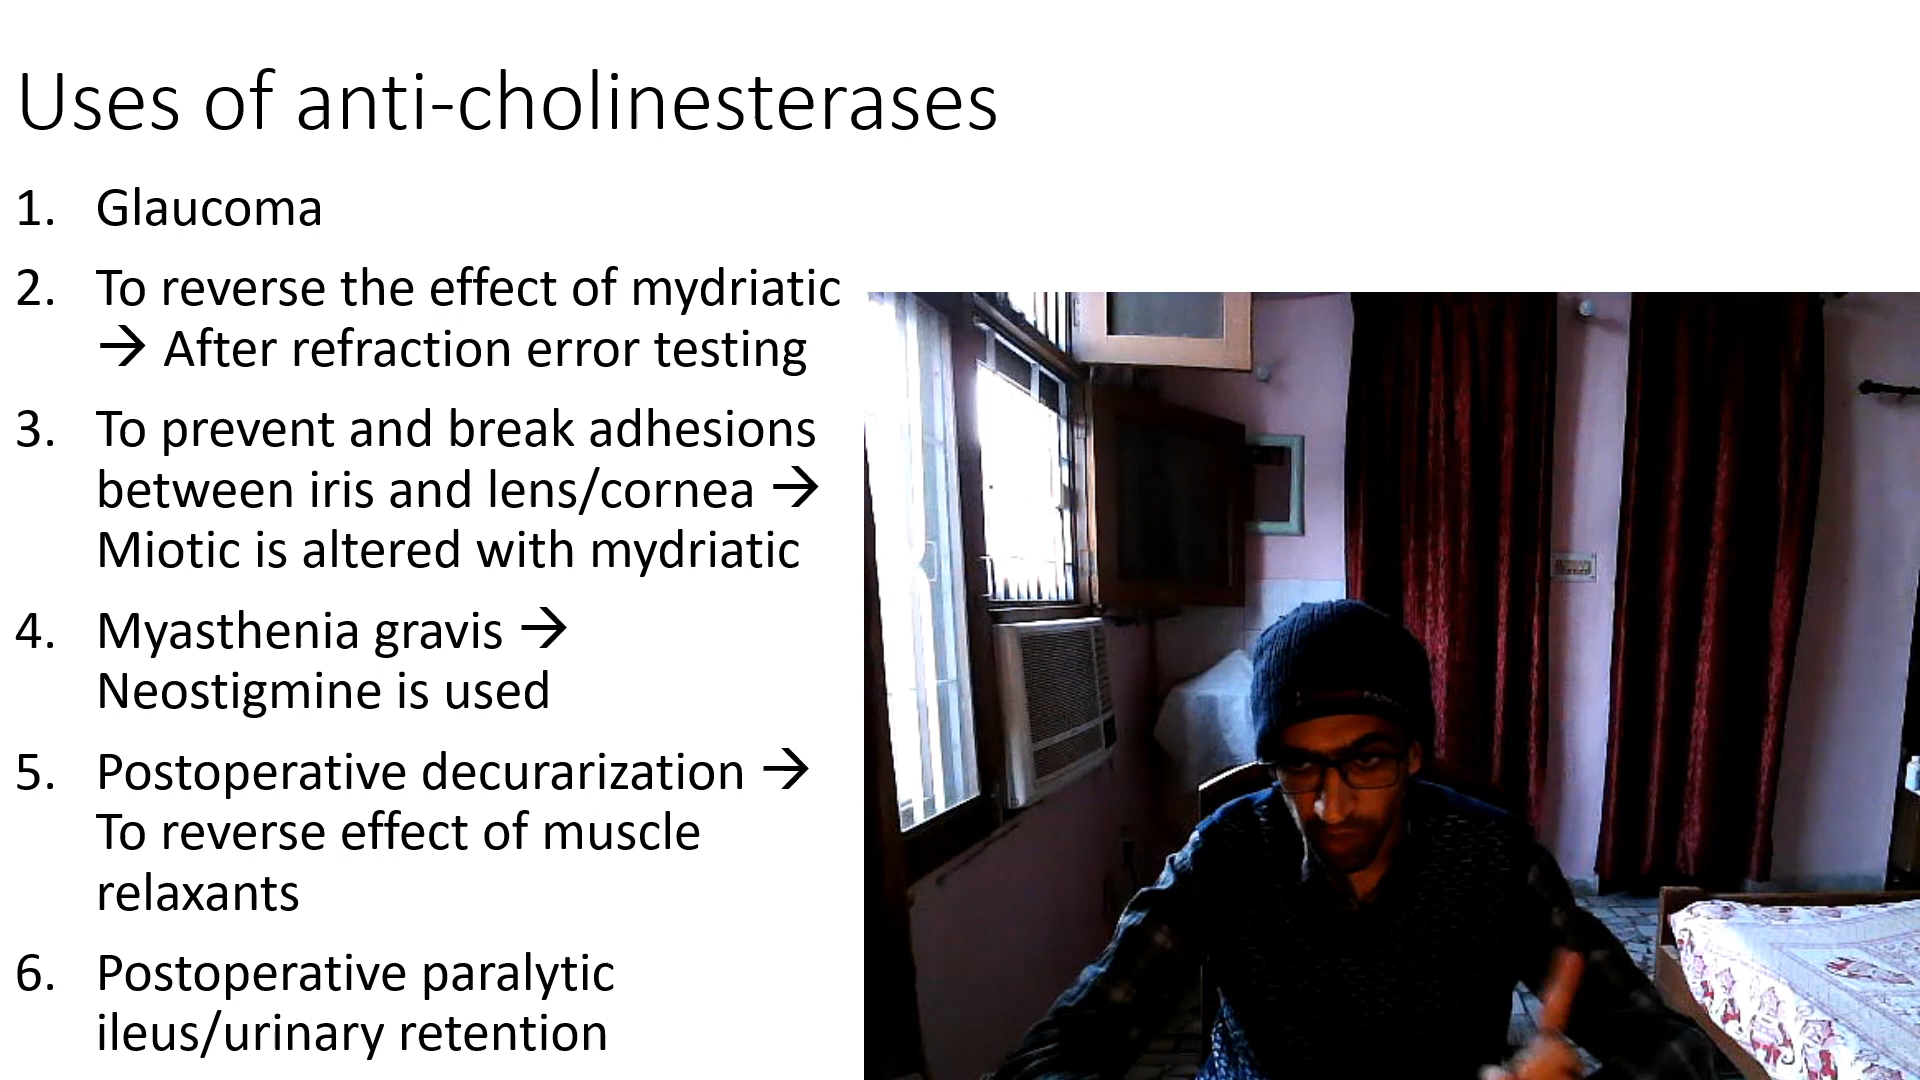 Uses of anti-cholinesterases
1. Glaucoma
2. To reverse the effect of mydriatic
→ After refraction error testing
3. To prevent and break adhesions
between iris and lens/cornea →
Miotic is altered with mydriatic
4. Myasthenia gravis →
Neostigmine is used
5. Postoperative decurarization →
To reverse effect of muscle
relaxants
6. Postoperative paralytic
ileus/urinary retention